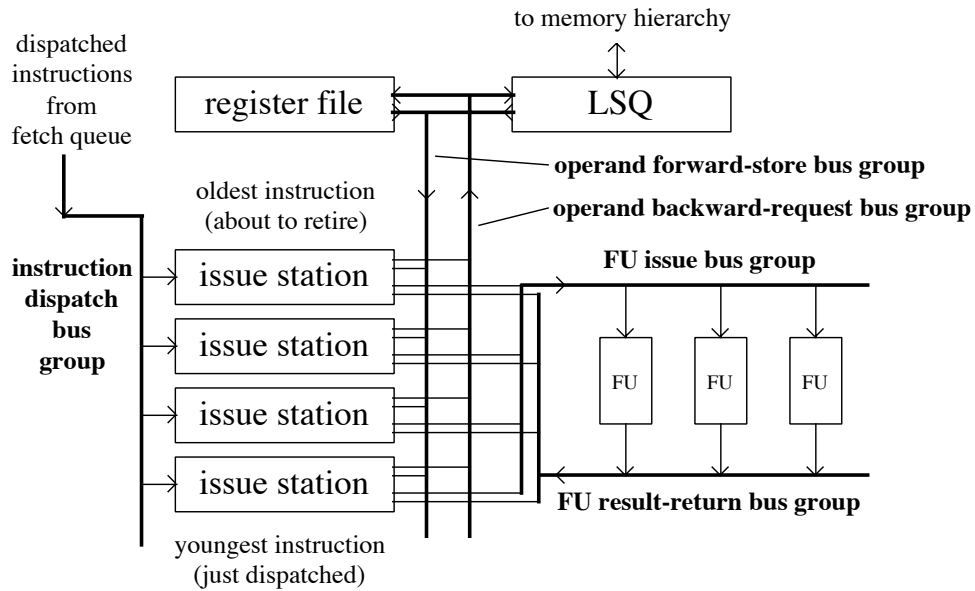 to memory hierarchy
dispatched
instructions
from
fetch queue
register file
LSQ
operand forward-store bus group
oldest instruction
(about to retire)
operand backward-request bus group
instruction
dispatch
bus
group
issue station
FU issue bus group
issue station
FU
FU
FU
issue station
issue station
FU result-return bus group
youngest instruction
(just dispatched)